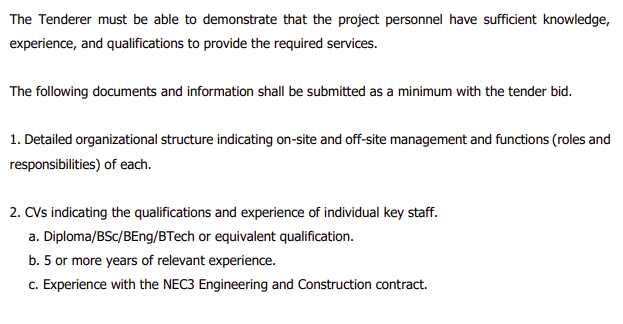 The Tenderer must be able to demonstrate that the project personnel have sufficient knowledge,
experience, and qualifications to provide the required services.
The following documents and information shall be submitted as a minimum with the tender bid.
1. Detailed organizational structure indicating on-site and off-site management and functions (roles and
responsibilities) of each.
2. CVs indicating the qualifications and experience of individual key staff.
a. Diploma/BSc/BEng/BTech or equivalent qualification.
b. 5 or more years of relevant experience.
c. Experience with the NEC3 Engineering and Construction contract.